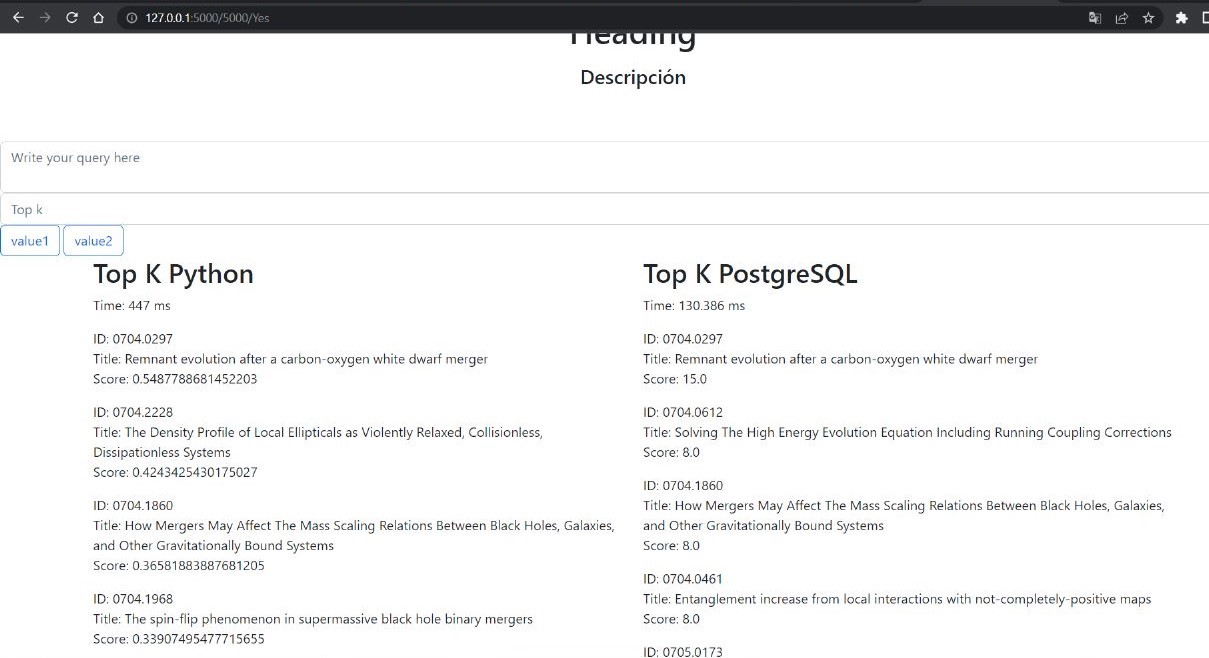 127.0.0.1:5000/5000/Yes
Heading
Descripción
Write your query here
Top k
value1 value2
Top K Python
Time: 447 ms
ID: 0704.0297
Title: Remnant evolution after a carbon-oxygen white dwarf merger
Score: 0.5487788681452203
ID: 0704.2228
Title: The Density Profile of Local Ellipticals as Violently Relaxed, Collisionless,
Dissipationless Systems
Score: 0.4243425430175027
ID: 0704.1860
Title: How Mergers May Affect The Mass Scaling Relations Between Black Holes, Galaxies,
and Other Gravitationally Bound Systems
Score: 0.36581883887681205
ID: 0704.1968
Title: The spin-flip phenomenon in supermassive black hole binary mergers
Score: 0.33907495477715655
Top K PostgreSQL
Time: 130.386 ms
ID: 0704.0297
Title: Remnant evolution after a carbon-oxygen white dwarf merger
Score: 15.0
ID: 0704.0612
Title: Solving The High Energy Evolution Equation Including Running Coupling Corrections
Score: 8.0
ID: 0704.1860
Title: How Mergers May Affect The Mass Scaling Relations Between Black Holes, Galaxies,
and Other Gravitationally Bound Systems
Score: 8.0
ID: 0704.0461
Title: Entanglement increase from local interactions with not-completely-positive maps
Score: 8.0
ID: 0705.0173